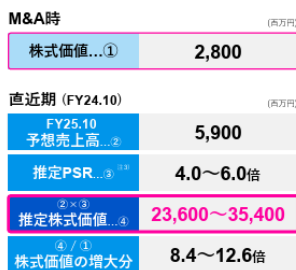 M&A時
(百万円)
株式価値…① 2,800
直近期（FY24.10）
(百万円)
FY25.10
予想売上高…② 5,900
推定PSR…③ 4.0～6.0倍
②×③
推定株式価値…④ 23,600～35,400
④/①
株式価値の増大分 8.4～12.6倍